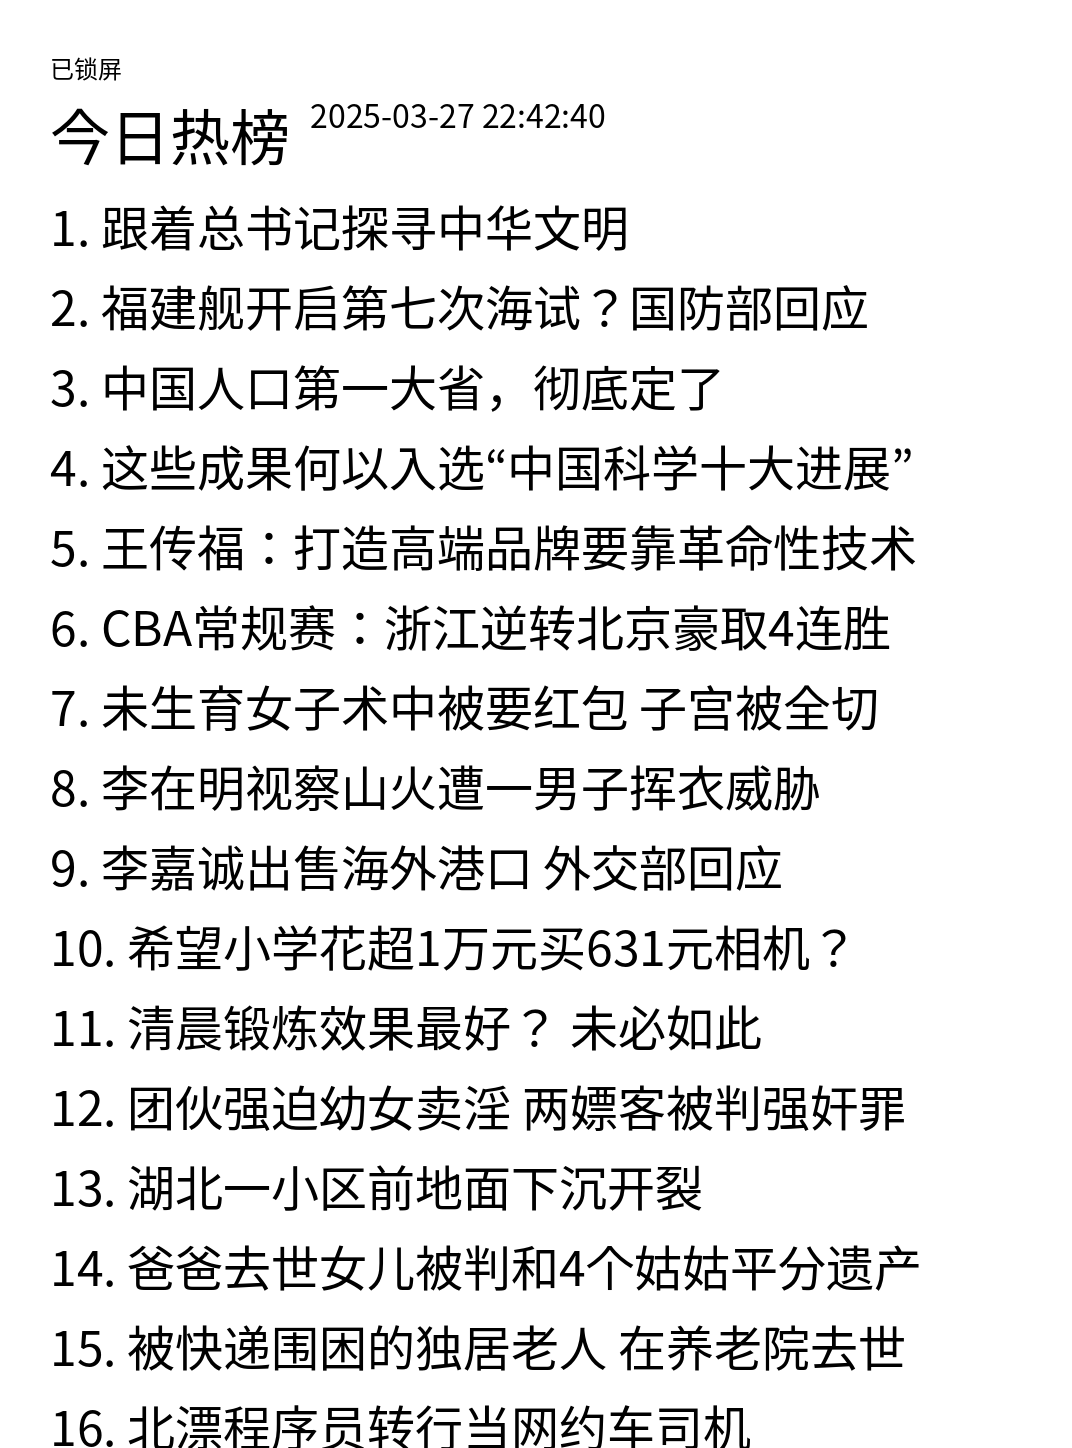 已锁屏
今日热榜 2025-03-27 22:42:40
1. 跟着总书记探寻中华文明
2. 福建舰开启第七次海试？国防部回应
3. 中国人口第一大省，彻底定了
4. 这些成果何以入选“中国科学十大进展”
5. 王传福：打造高端品牌要靠革命性技术
6. CBA常规赛：浙江逆转北京豪取4连胜
7. 未生育女子术中被要红包 子宫被全切
8. 李在明视察山火遭一男子挥衣威胁
9. 李嘉诚出售海外港口 外交部回应
10. 希望小学花超1万元买631元相机？
11. 清晨锻炼效果最好？ 未必如此
12. 团伙强迫幼女卖淫 两嫖客被判强奸罪
13. 湖北一小区前地面下沉开裂
14. 爸爸去世女儿被判和4个姑姑平分遗产
15. 被快递围困的独居老人 在养老院去世
16. 北漂程序员转行当网约车司机